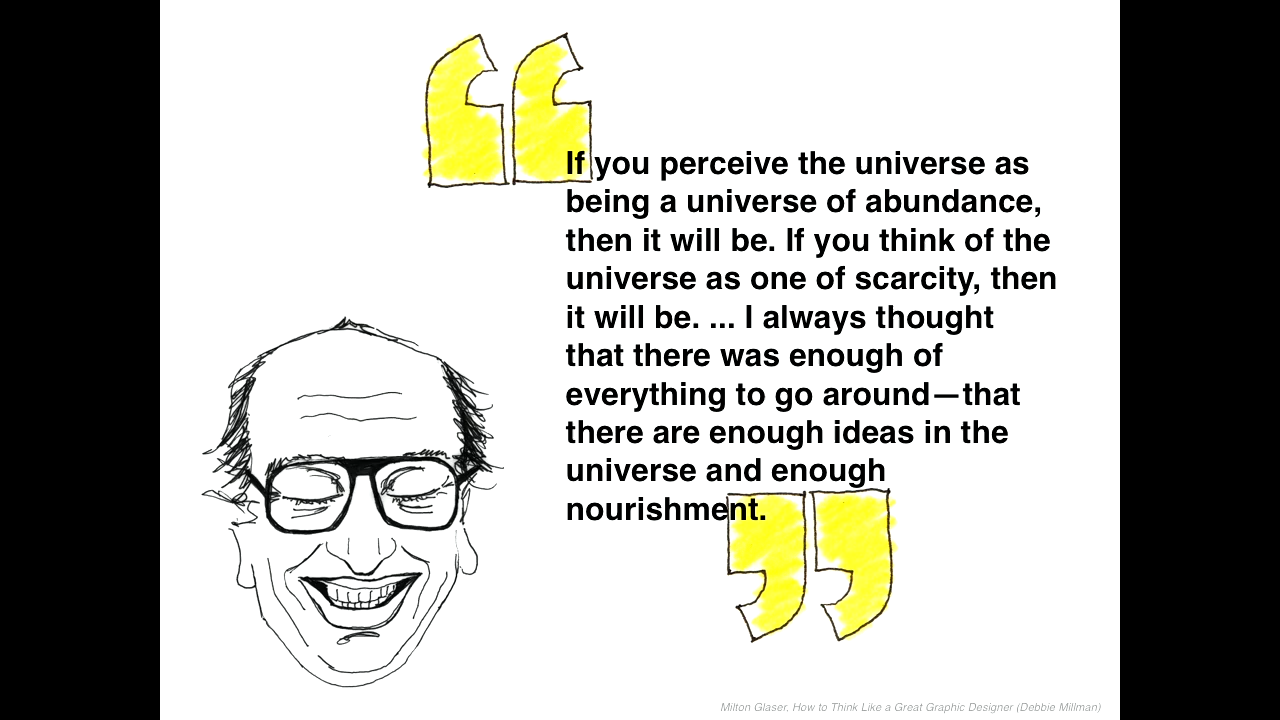 If you perceive the universe as
being a universe of abundance,
then it will be. If you think of the
universe as one of scarcity, then
it will be. ... I always thought
that there was enough of
everything to go around—that
there are enough ideas in the
universe and enough
nourishment.
Milton Glaser, How to Think Like a Great Graphic Designer (Debbie Millman)